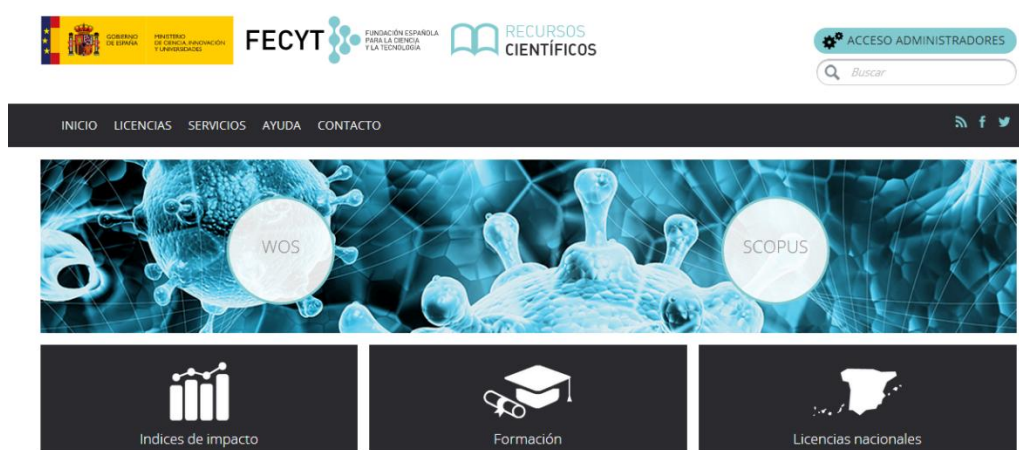 GOBIERNO
DE ESPAÑA
MINISTERIO
DE CIENCIA, INNOVACIÓN
Y UNIVERSIDADES
FECYT
FUNDACIÓN ESPAÑOLA
PARA LA CIENCIA
Y LA TECNOLOGÍA
RECURSOS
CIENTÍFICOS
ACCESO ADMINISTRADORES
Buscar
INICIO LICENCIAS SERVICIOS AYUDA CONTACTO
WOS
SCOPUS
Indices de impacto
Formación
Licencias nacionales